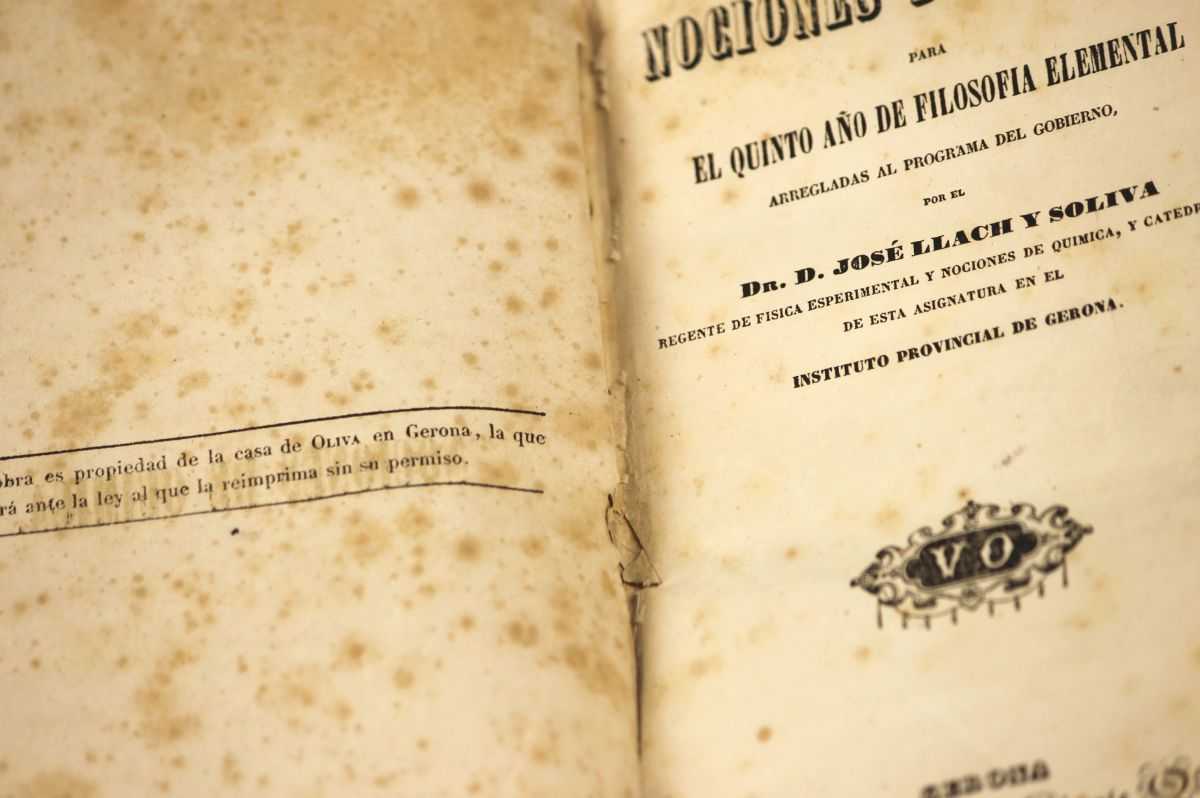 obra es propiedad de la casa de OLIVA en Gerona, la que
rá ante la ley al que la reimprima sin su permiso.
NOCIONES
PARA
EL QUINTO AÑO DE FILOSOFIA ELEMENTAL
ARREGLADAS AL PROGRAMA DEL GOBIERNO,
POR EL
DR. D. JOSÉ LLACH Y SOLIVA
REGENTE DE FISICA ESPERIMENTAL Y NOCIONES DE QUIMICA, Y CATEDR
DE ESTA ASIGNATURA EN EL
INSTITUTO PROVINCIAL DE GERONA.
VO
GERONA